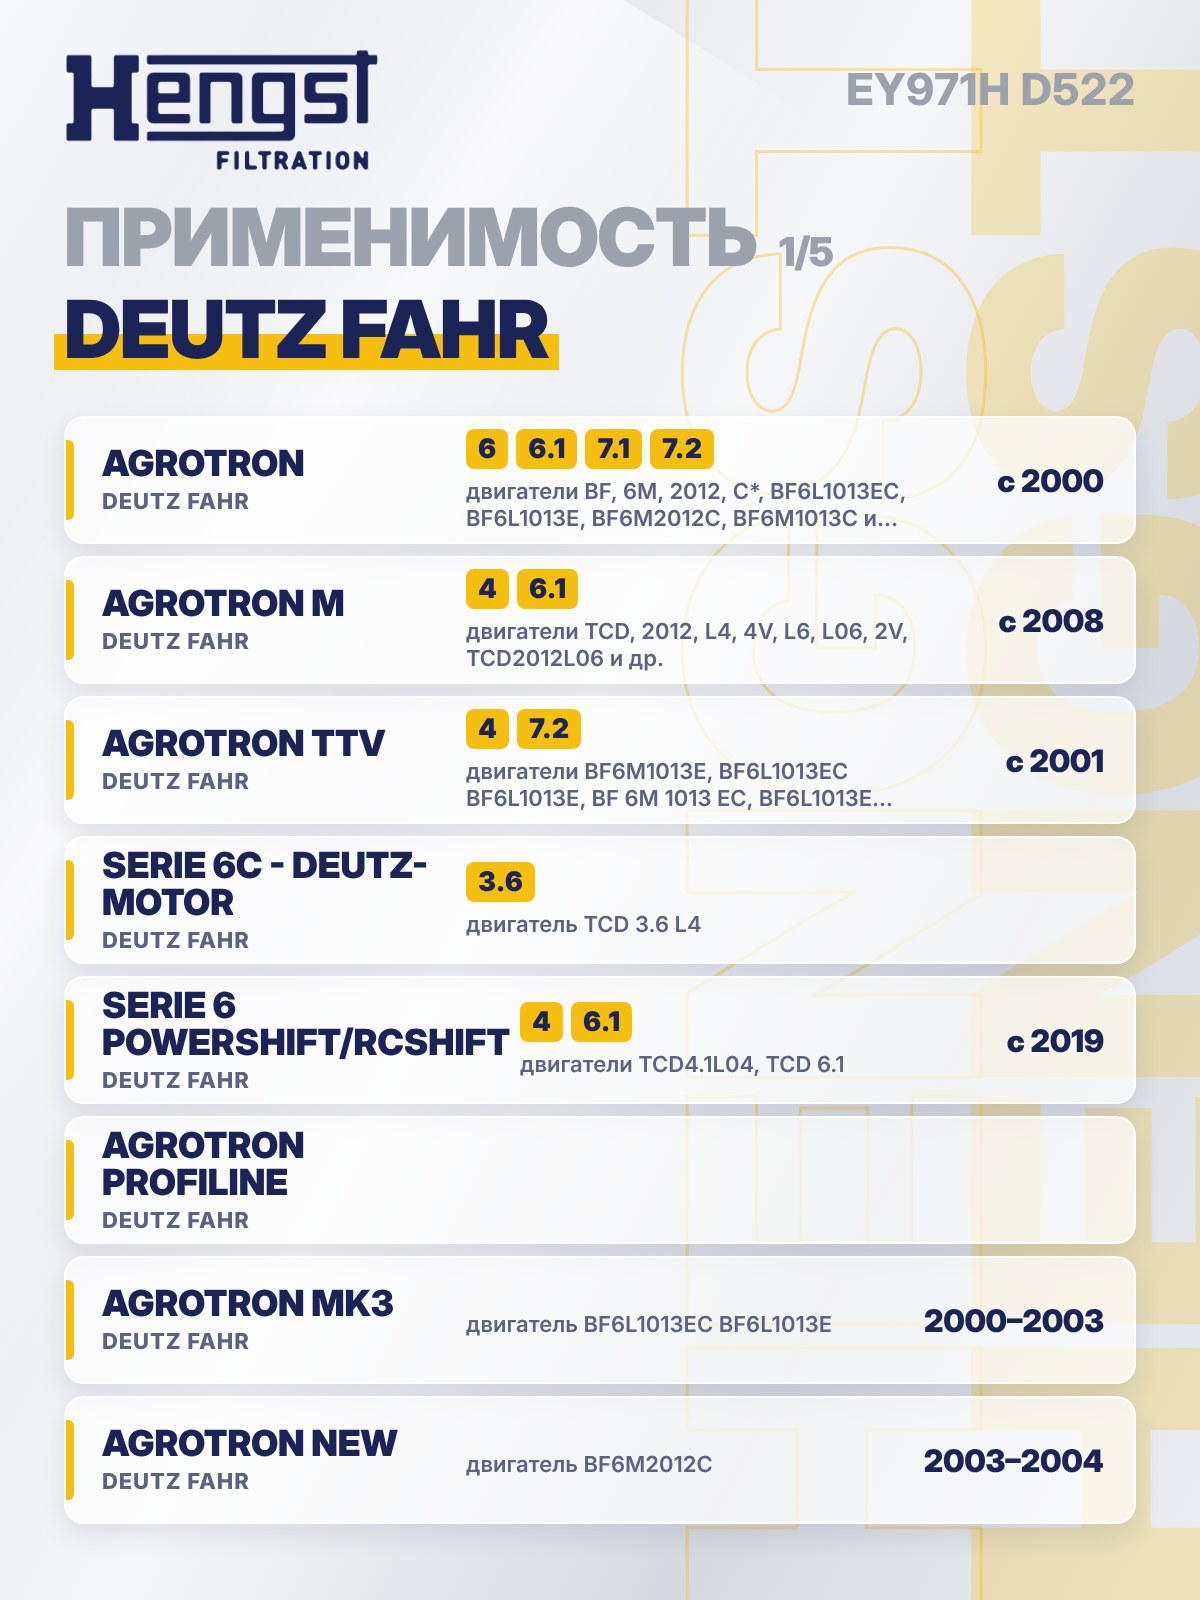 Hengst
FILTRATION
EY971H D522
ПРИМЕНИМОСТЬ 1/5
DEUTZ FAHR
AGROTRON
DEUTZ FAHR
6 6.1 7.1 7.2
двигатели BF, 6M, 2012, C*, BF6L1013EC,
BF6L1013E, BF6M2012C, BF6M1013C и...
с 2000
AGROTRON M
DEUTZ FAHR
4 6.1
двигатели TCD, 2012, L4, 4V, L6, L06, 2V,
TCD2012L06 и др.
с 2008
AGROTRON TTV
DEUTZ FAHR
4 7.2
двигатели BF6M1013E, BF6L1013EC
BF6L1013E, BF 6M 1013 EC, BF6L1013E...
с 2001
SERIE 6C - DEUTZ-
MOTOR
DEUTZ FAHR
3.6
двигатель TCD 3.6 L4
SERIE 6
POWERSHIFT/RCSHIFT
DEUTZ FAHR
4 6.1
двигатели TCD4.1L04, TCD 6.1
с 2019
AGROTRON
PROFILINE
DEUTZ FAHR
AGROTRON MK3
DEUTZ FAHR
двигатель BF6L1013EC BF6L1013E
2000–2003
AGROTRON NEW
DEUTZ FAHR
двигатель BF6M2012C
2003–2004
HENGST
HENGST